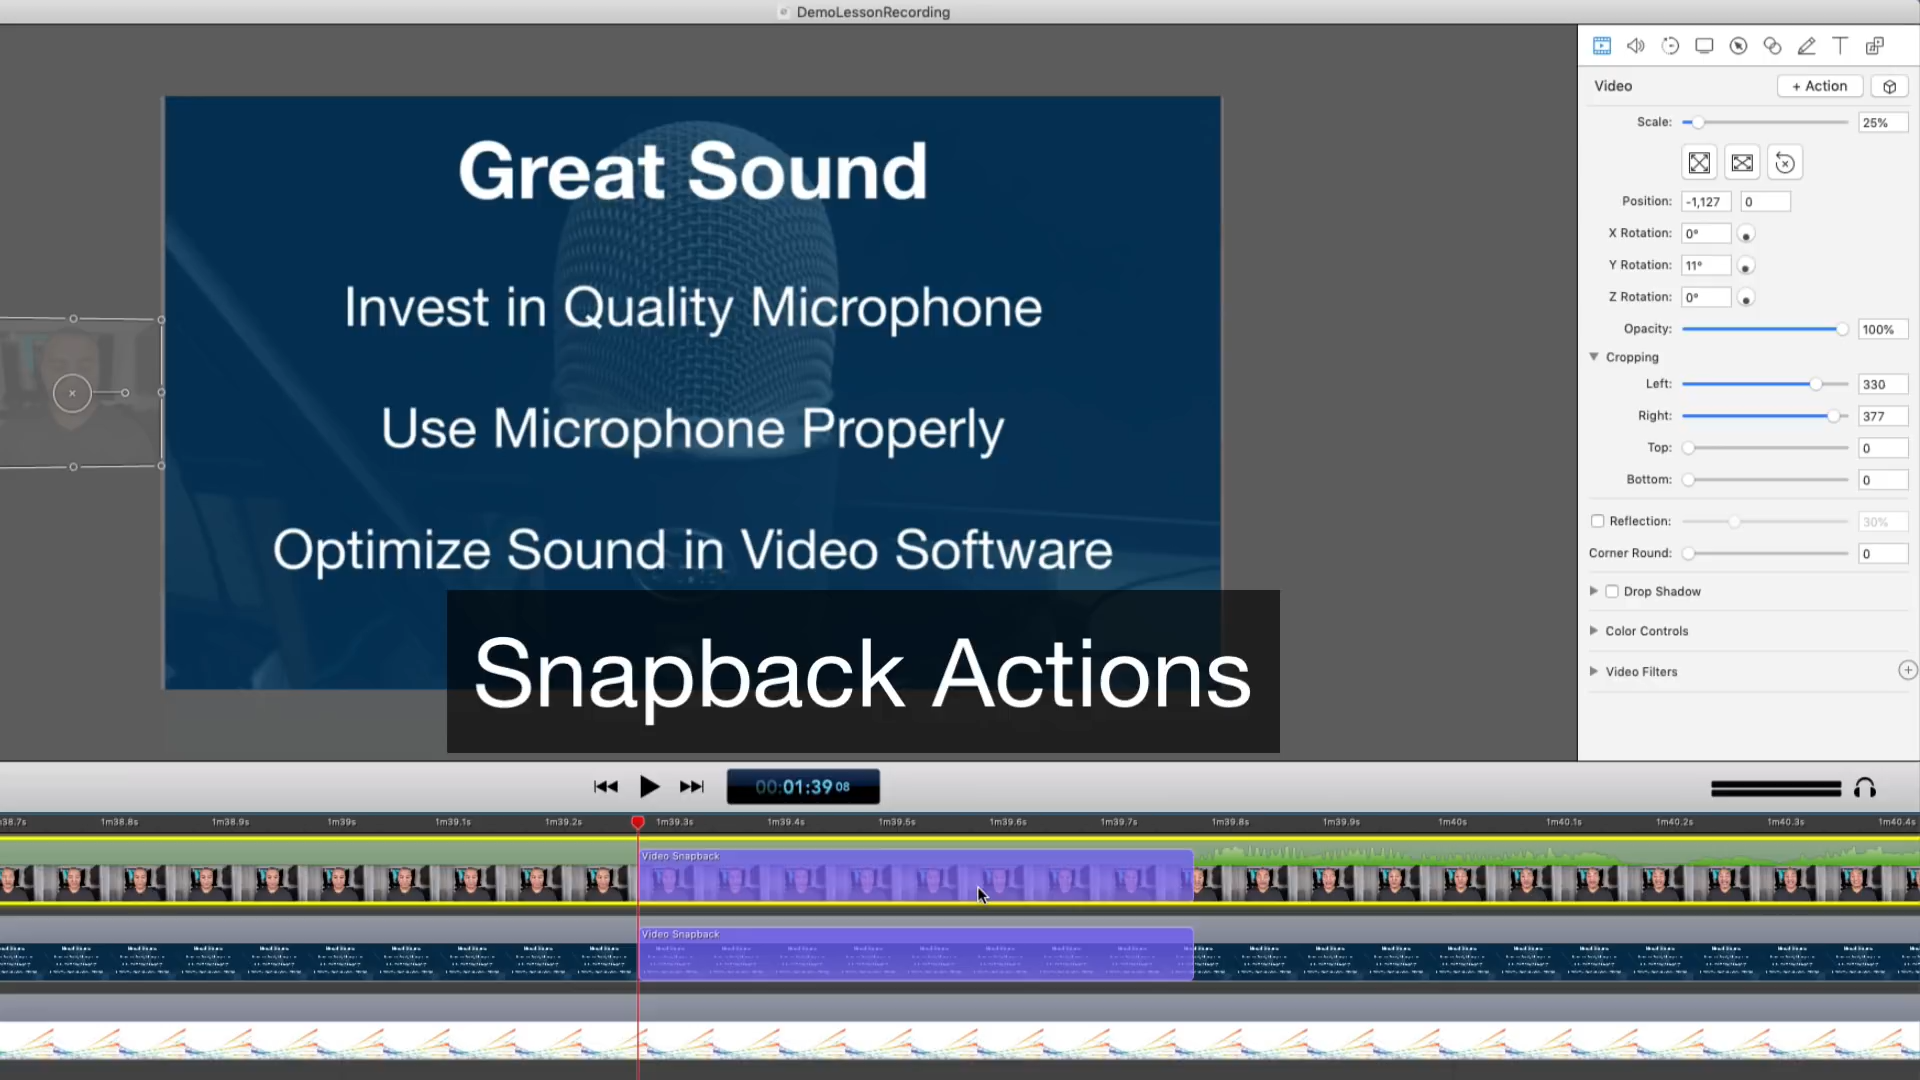 DemoLessonRecording
Video
+ Action
Scale:
25%
Position:
-1,127
0
X Rotation:
0°
Y Rotation:
11°
Z Rotation:
0°
Opacity:
100%
Cropping
Left:
330
Right:
377
Top:
0
Bottom:
0
Reflection:
30%
Corner Round:
0
Drop Shadow
Color Controls
Video Filters
Great Sound
Invest in Quality Microphone
Use Microphone Properly
Optimize Sound in Video Software
Snapback Actions
00:01:39 08
38.7s 1m38.8s 1m38.9s 1m39s 1m39.1s 1m39.2s 1m39.3s 1m39.4s 1m39.5s 1m39.6s 1m39.7s 1m39.8s 1m39.9s 1m40s 1m40.1s 1m40.2s 1m40.3s 1m40.4s
Video Snapback
Video Snapback